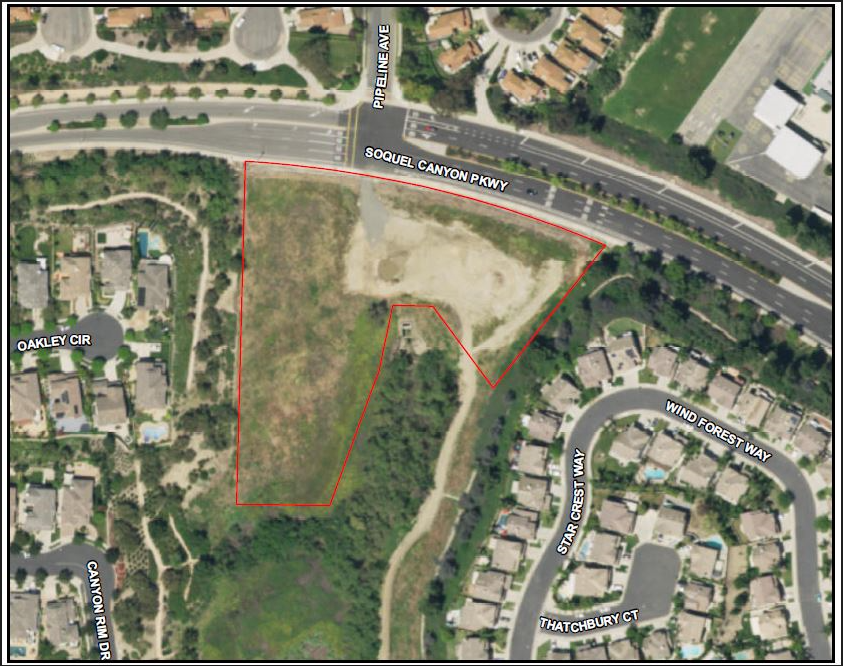 PIPELINE AVE
SOQUEL CANYON PKWY
OAKLEY CIR
WIND FOREST WAY
STAR CREST WAY
CANYON RIM DR
THATCHBURY CT